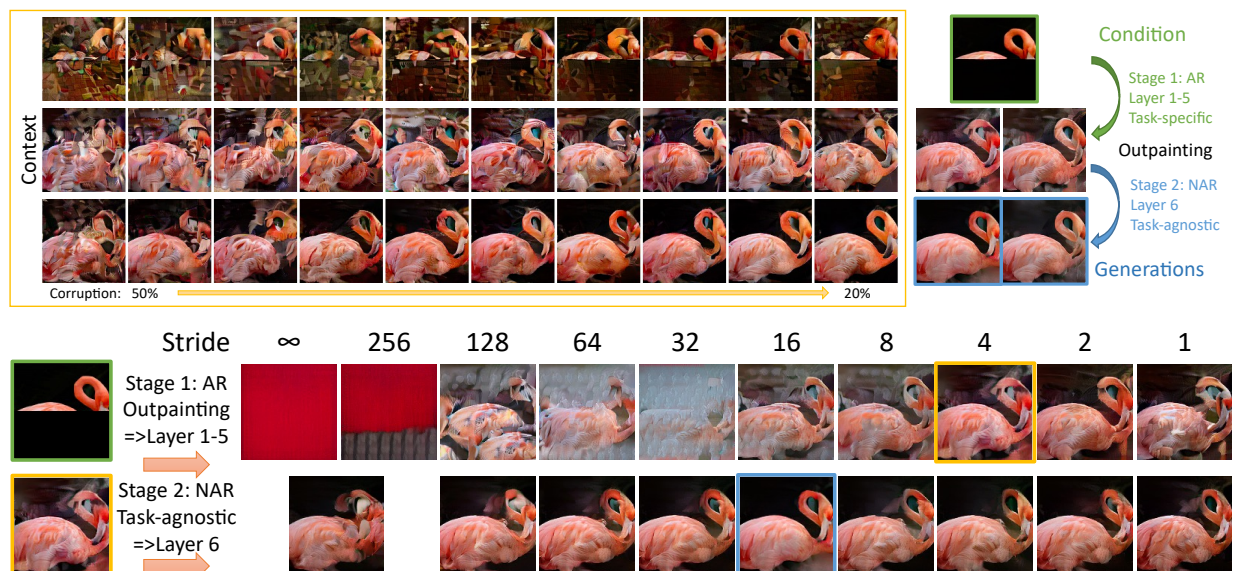 Context
Corruption: 50%
20%
Condition
Stage 1: AR
Layer 1-5
Task-specific
Outpainting
Stage 2: NAR
Layer 6
Task-agnostic
Generations
Stride ∞ 256 128 64 32 16 8 4 2 1
Stage 1: AR
Outpainting
=>Layer 1-5
Stage 2: NAR
Task-agnostic
=>Layer 6